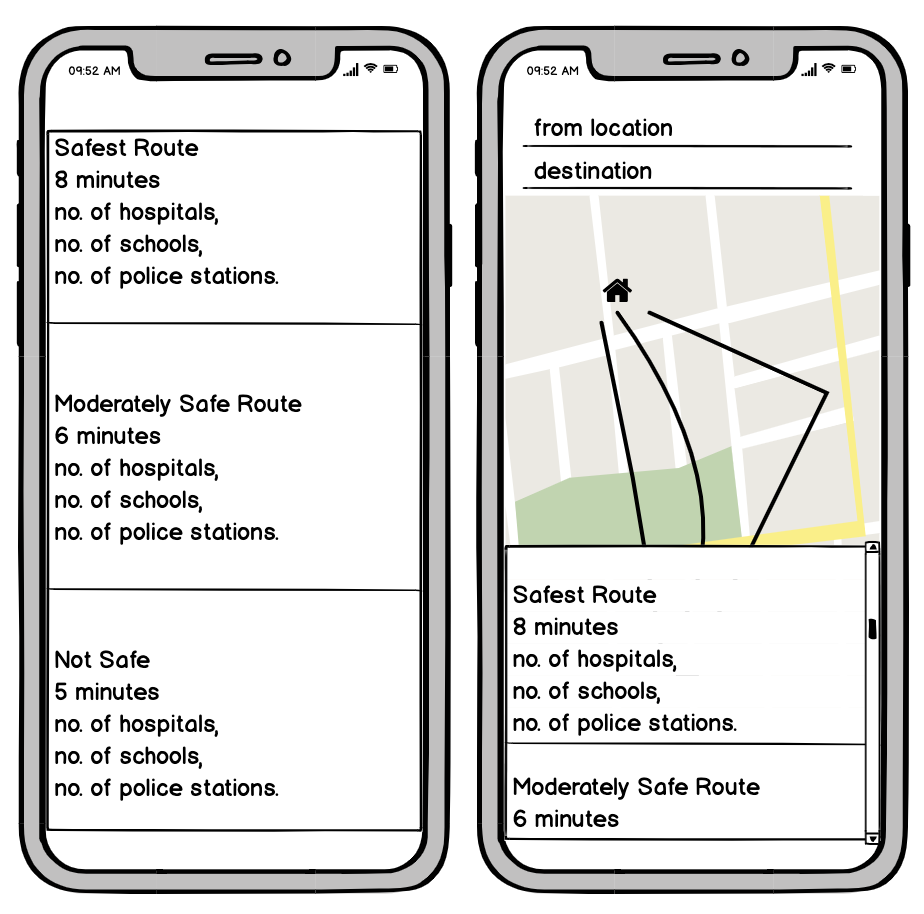 09:52 AM
Safest Route
8 minutes
no. of hospitals,
no. of schools,
no. of police stations.
Moderately Safe Route
6 minutes
no. of hospitals,
no. of schools,
no. of police stations.
Not Safe
5 minutes
no. of hospitals,
no. of schools,
no. of police stations.
09:52 AM
from location
destination
Safest Route
8 minutes
no. of hospitals,
no. of schools,
no. of police stations.
Moderately Safe Route
6 minutes